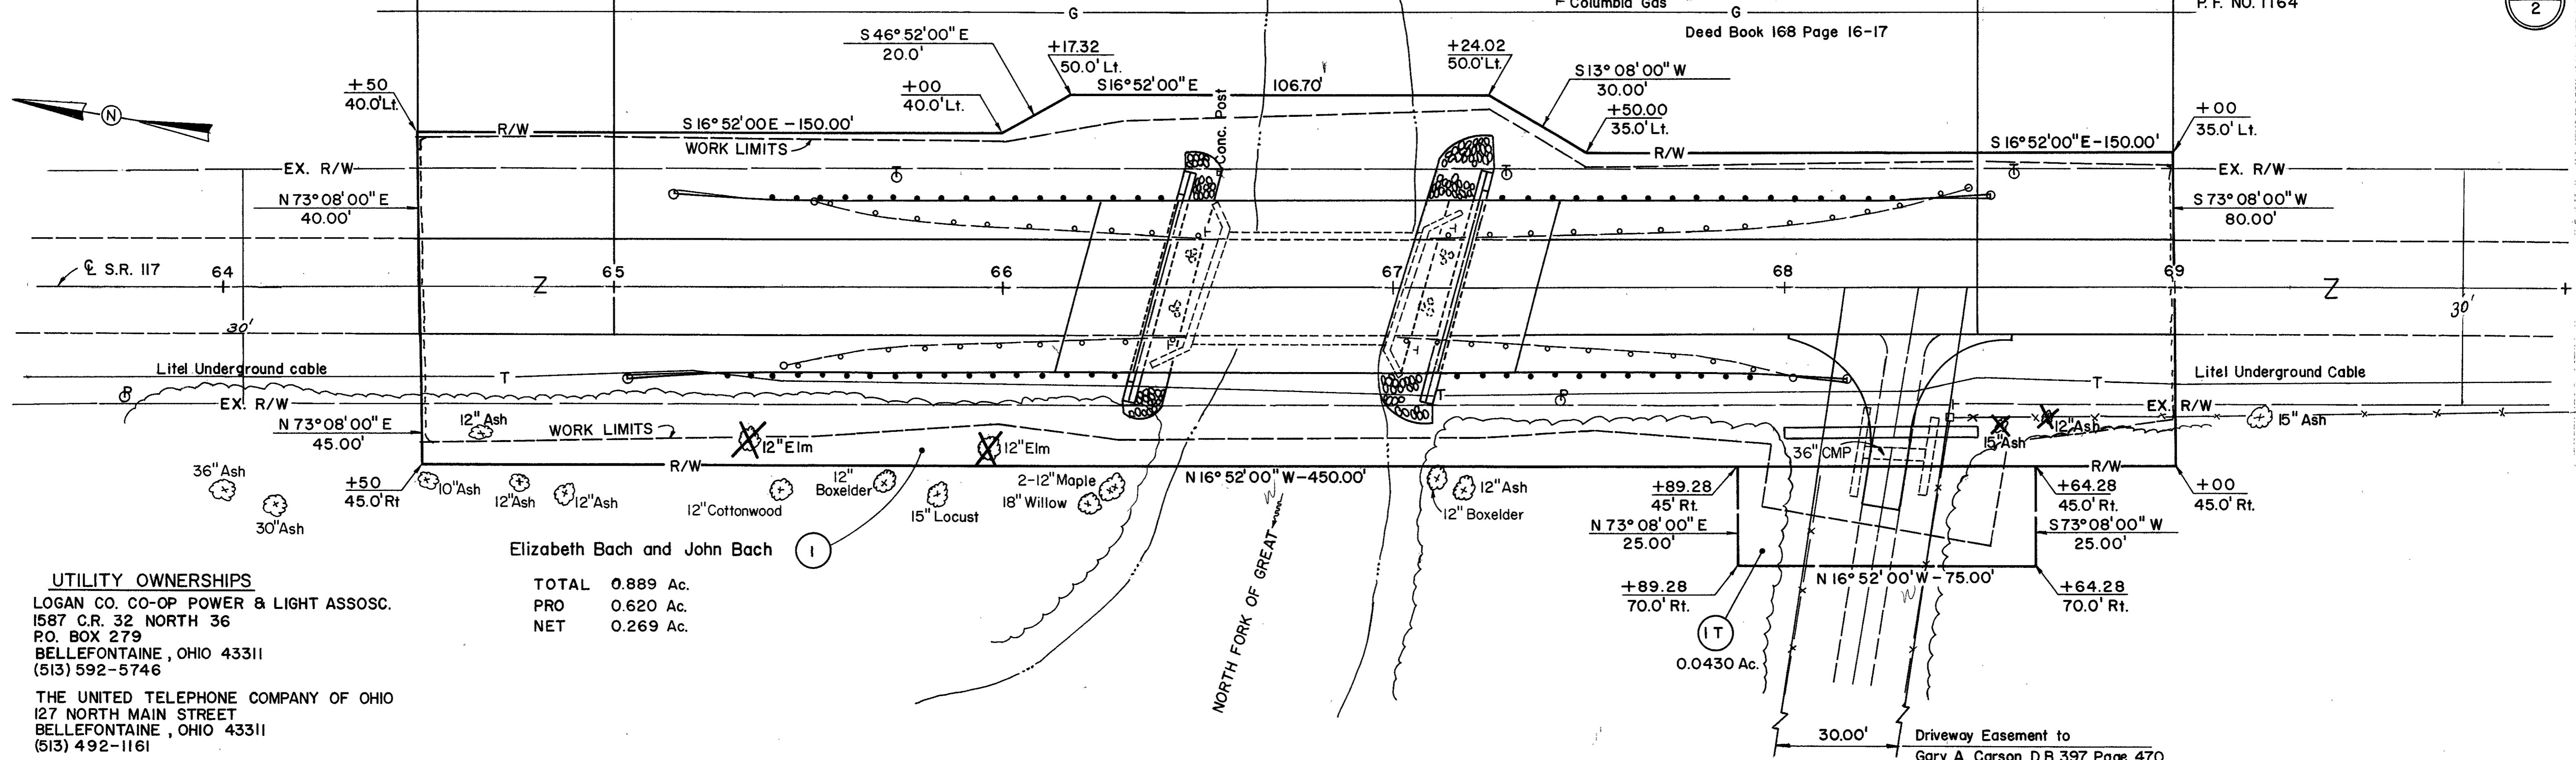 G
Columbia Gas
G
P. F. NO. 1164
2
Deed Book 168 Page 16-17
S 46°52'00" E
20.0'
+17.32
50.0' Lt.
+24.02
50.0' Lt.
S 13°08'00" W
30.00'
+50
40.0' Lt.
+00
40.0' Lt.
S16°52'00" E
106.70'
+50.00
35.0' Lt.
+00
35.0' Lt.
N
R/W
S 16°52'00 E -150.00'
Conc. Post
S 16°52'00" E-150.00'
WORK LIMITS
R/W
EX. R/W
T
T
T
EX. R/W
N 73°08'00" E
40.00'
S 73°08'00" W
80.00'
T
T
℄ S.R. 117
64
65
66
67
68
69
Z
Z
30'
30'
T
T
Litel Underground cable
T
T
Litel Underground Cable
P
EX. R/W
T
P
EX. R/W
N 73°08'00" E
45.00'
12" Ash
WORK LIMITS
12" Elm
12" Elm
15" Ash
12" Ash
15" Ash
36" CMP
R/W
R/W
36" Ash
30" Ash
+50
45.0' Rt
10" Ash
12" Ash
12" Ash
12" Cottonwood
12"
Boxelder
15" Locust
2-12" Maple
18" Willow
N 16°52'00" W-450.00'
12" Ash
12" Boxelder
+89.28
45' Rt.
+64.28
45.0' Rt.
+00
45.0' Rt.
N 73°08'00" E
25.00'
S 73°08'00" W
25.00'
Elizabeth Bach and John Bach
1
N 16°52'00' W-75.00'
W
W
+89.28
70.0' Rt.
+64.28
70.0' Rt.
TOTAL 0.889 Ac.
PRO 0.620 Ac.
NET 0.269 Ac.
NORTH FORK OF GREAT
1 T
0.0430 Ac.
UTILITY OWNERSHIPS
LOGAN CO. CO-OP POWER & LIGHT ASSOSC.
1587 C.R. 32 NORTH 36
P.O. BOX 279
BELLEFONTAINE, OHIO 43311
(513) 592-5746
THE UNITED TELEPHONE COMPANY OF OHIO
127 NORTH MAIN STREET
BELLEFONTAINE, OHIO 43311
(513) 492-1161
30.00'
Driveway Easement to
Gary A. Carson D.B. 397 Page 470